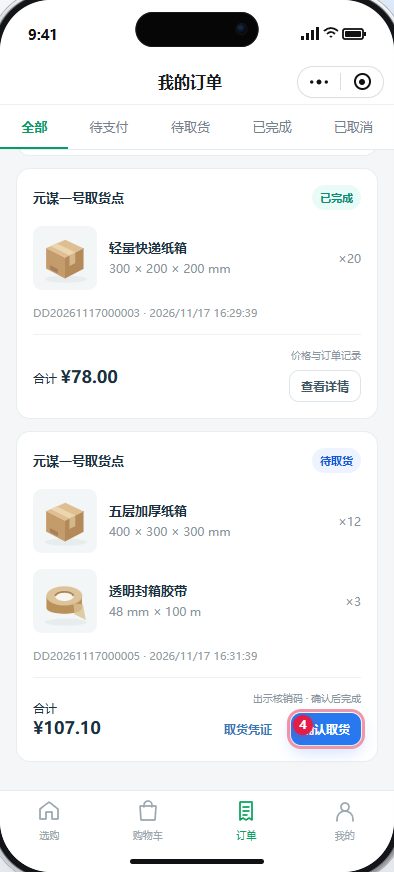 9:41
我的订单
全部 待支付 待取货 已完成 已取消
元谋一号取货点 已完成
轻量快递纸箱
300 × 200 × 200 mm ×20
DD20261117000003 · 2026/11/17 16:29:39
价格与订单记录
合计 ¥78.00 查看详情
元谋一号取货点 待取货
五层加厚纸箱
400 × 300 × 300 mm ×12
透明封箱胶带
48 mm × 100 m ×3
DD20261117000005 · 2026/11/17 16:31:39
出示核销码 · 确认后完成
合计
¥107.10 取货凭证 4 确认取货
选购 购物车 订单 我的